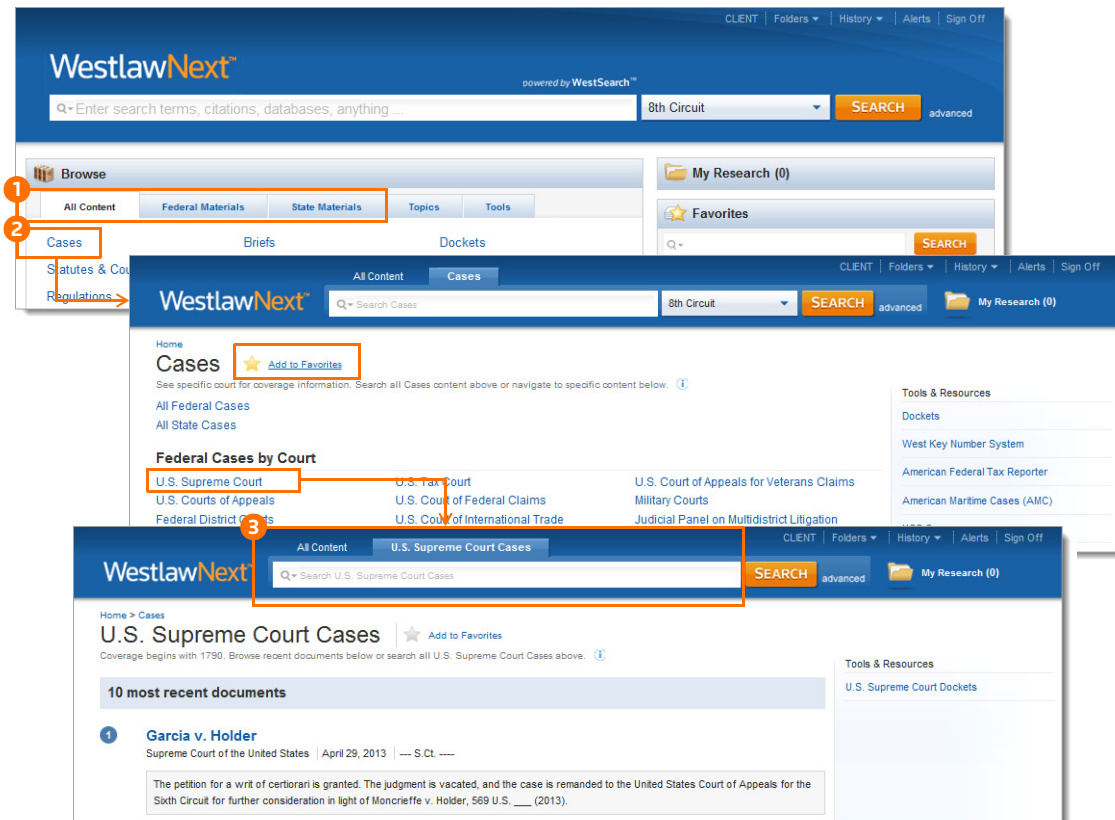 CLIENT Folders History Alerts Sign Off
WestlawNext™
powered by WestSearch™
Enter search terms, citations, databases, anything ...
8th Circuit
SEARCH
advanced
Browse
My Research (0)
1
All Content Federal Materials State Materials Topics Tools
Favorites
2
Cases Briefs Dockets
SEARCH
Statutes & Cou
Regulations
All Content Cases
CLIENT Folders History Alerts Sign Off
WestlawNext™
Search Cases
8th Circuit
SEARCH
advanced
My Research (0)
Home
Cases Add to Favorites
See specific court for coverage information. Search all Cases content above or navigate to specific content below.
All Federal Cases
All State Cases
Federal Cases by Court
U.S. Supreme Court U.S. Tax Court U.S. Court of Appeals for Veterans Claims
U.S. Courts of Appeals U.S. Court of Federal Claims Military Courts
Federal District Courts U.S. Court of International Trade Judicial Panel on Multidistrict Litigation
Tools & Resources
Dockets
West Key Number System
American Federal Tax Reporter
American Maritime Cases (AMC)
3
All Content U.S. Supreme Court Cases
CLIENT Folders History Alerts Sign Off
WestlawNext
Search U.S. Supreme Court Cases
SEARCH
advanced
My Research (0)
Home > Cases
U.S. Supreme Court Cases Add to Favorites
Coverage begins with 1790. Browse recent documents below or search all U.S. Supreme Court Cases above.
Tools & Resources
U.S. Supreme Court Dockets
10 most recent documents
1 Garcia v. Holder
Supreme Court of the United States April 29, 2013 --- S.Ct. ----
The petition for a writ of certiorari is granted. The judgment is vacated, and the case is remanded to the United States Court of Appeals for the
Sixth Circuit for further consideration in light of Moncrieffe v. Holder, 569 U.S. ___ (2013).